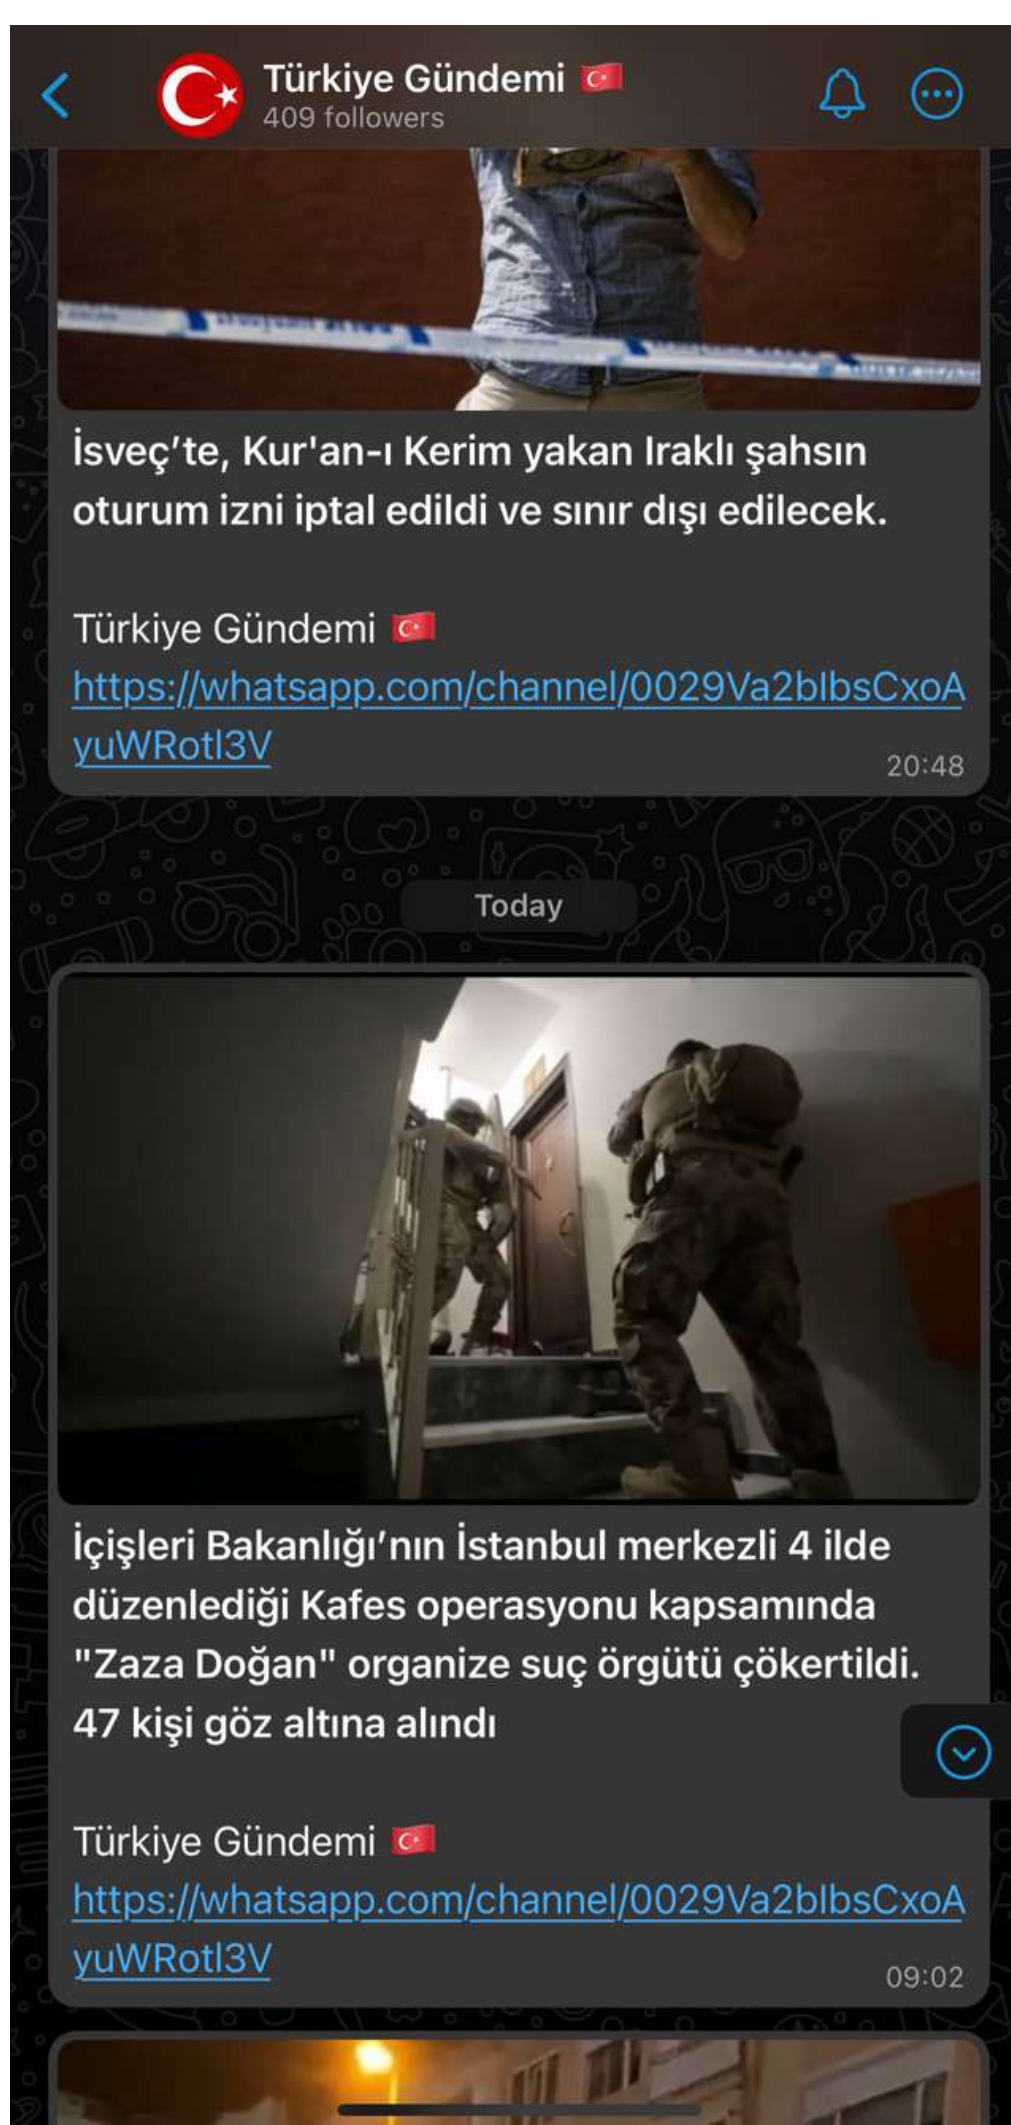 Türkiye Gündemi 🇹🇷
409 followers
İsveç’te, Kur'an-ı Kerim yakan Iraklı şahsın
oturum izni iptal edildi ve sınır dışı edilecek.
Türkiye Gündemi 🇹🇷
https://whatsapp.com/channel/0029Va2bIbsCxoA
yuWRotI3V
20:48
Today
İçişleri Bakanlığı’nın İstanbul merkezli 4 ilde
düzenlediği Kafes operasyonu kapsamında
"Zaza Doğan" organize suç örgütü çökertildi.
47 kişi göz altına alındı
Türkiye Gündemi 🇹🇷
https://whatsapp.com/channel/0029Va2bIbsCxoA
yuWRotI3V
09:02